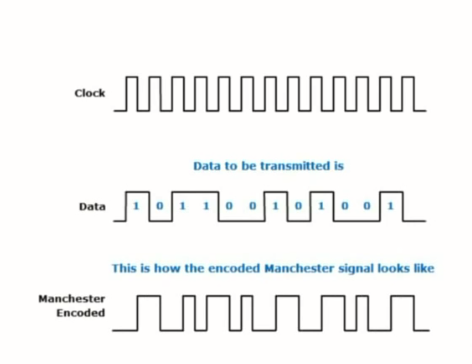 Clock
Data to be transmitted is
Data 1 0 1 1 0 0 1 0 1 0 0 1
This is how the encoded Manchester signal looks like
Manchester
Encoded